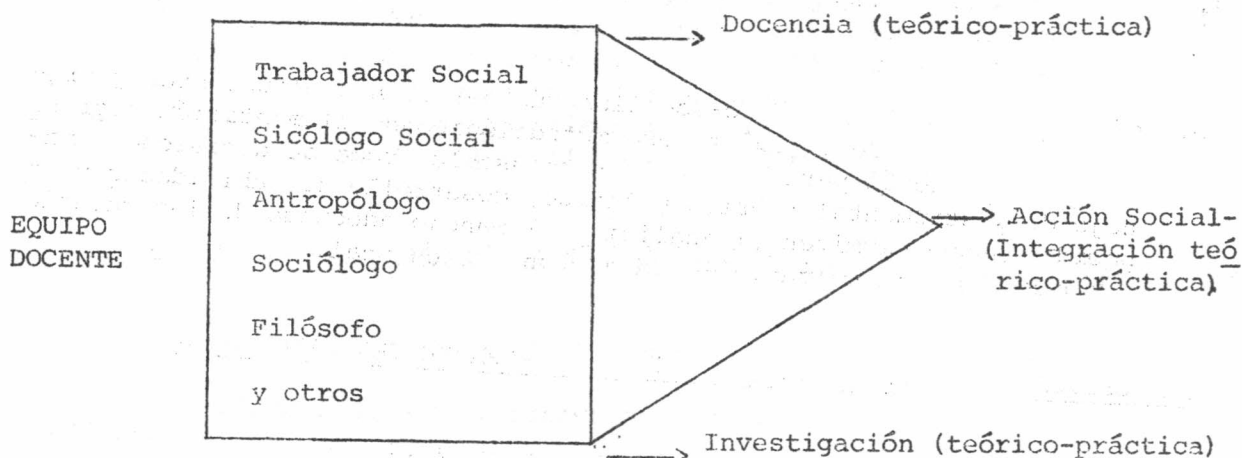 Docencia (teórico-práctica)
Trabajador Social
Sicólogo Social
Antropólogo
EQUIPO
DOCENTE
Sociólogo
Filósofo
y otros
Acción Social-
(Integración teó
rico-práctica)
Investigación (teórico-práctica)